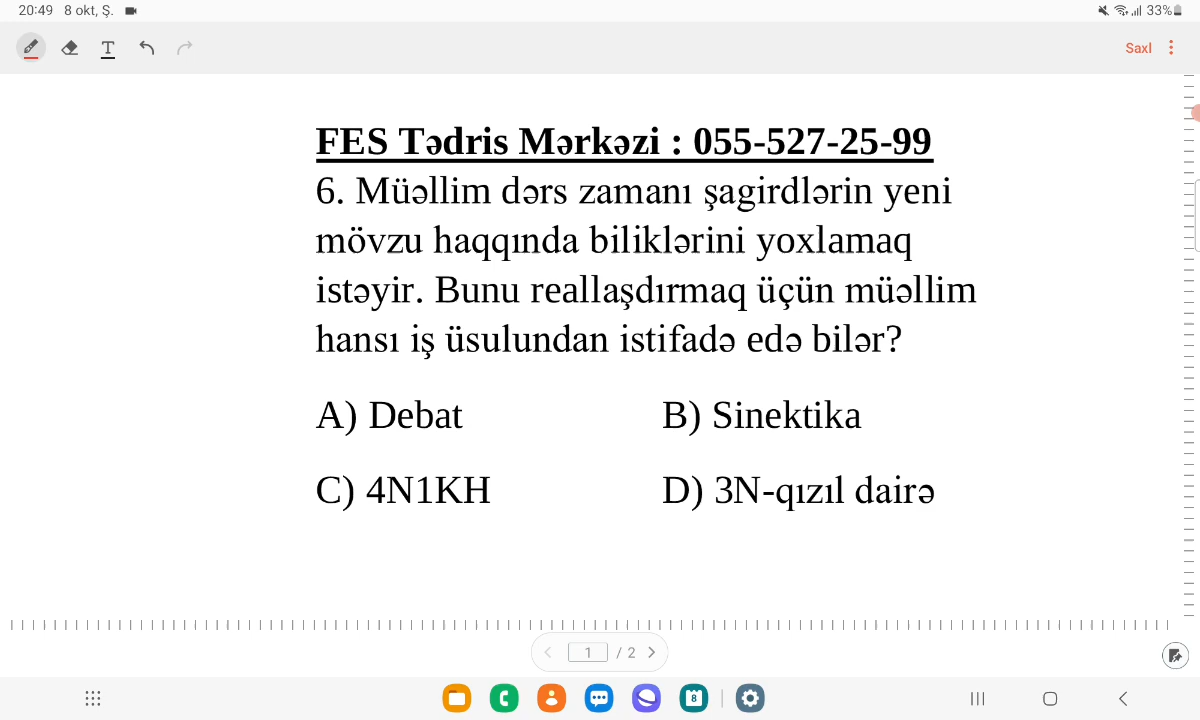 20:49 8 okt, Ş. 33%
T Saxl
FES Tədris Mərkəzi : 055-527-25-99
6. Müəllim dərs zamanı şagirdlərin yeni
mövzu haqqında biliklərini yoxlamaq
istəyir. Bunu reallaşdırmaq üçün müəllim
hansı iş üsulundan istifadə edə bilər?
A) Debat B) Sinektika
C) 4N1KH D) 3N-qızıl dairə
1 / 2
8